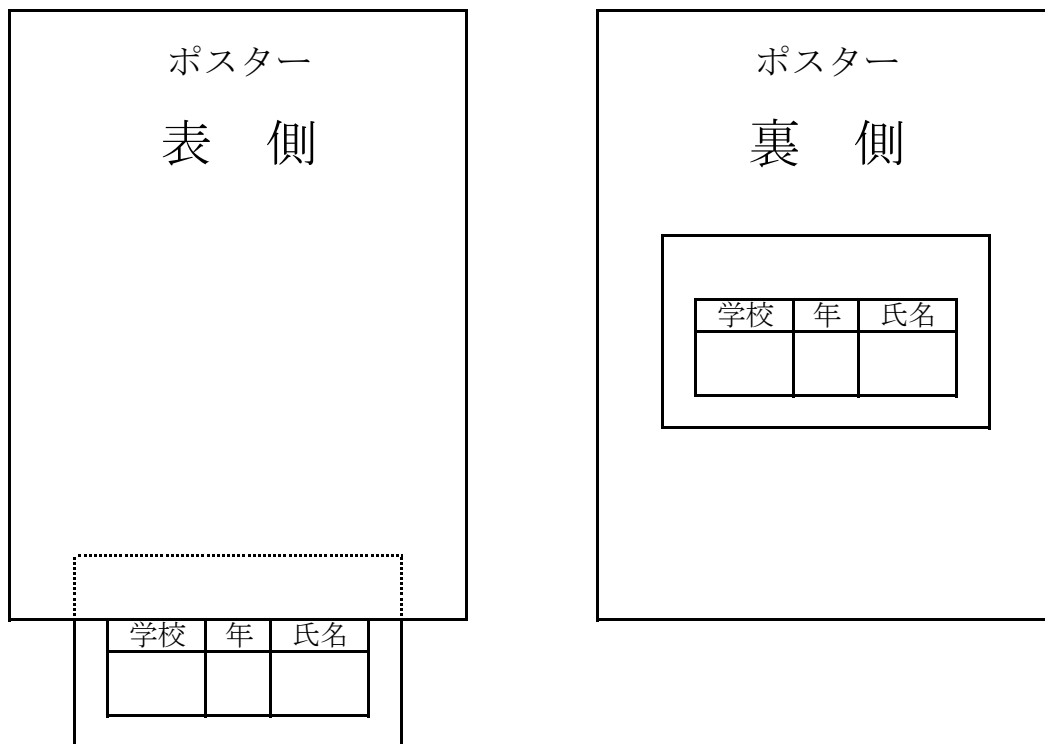 ポスター
表 側
学校 年 氏名
ポスター
裏 側
学校 年 氏名